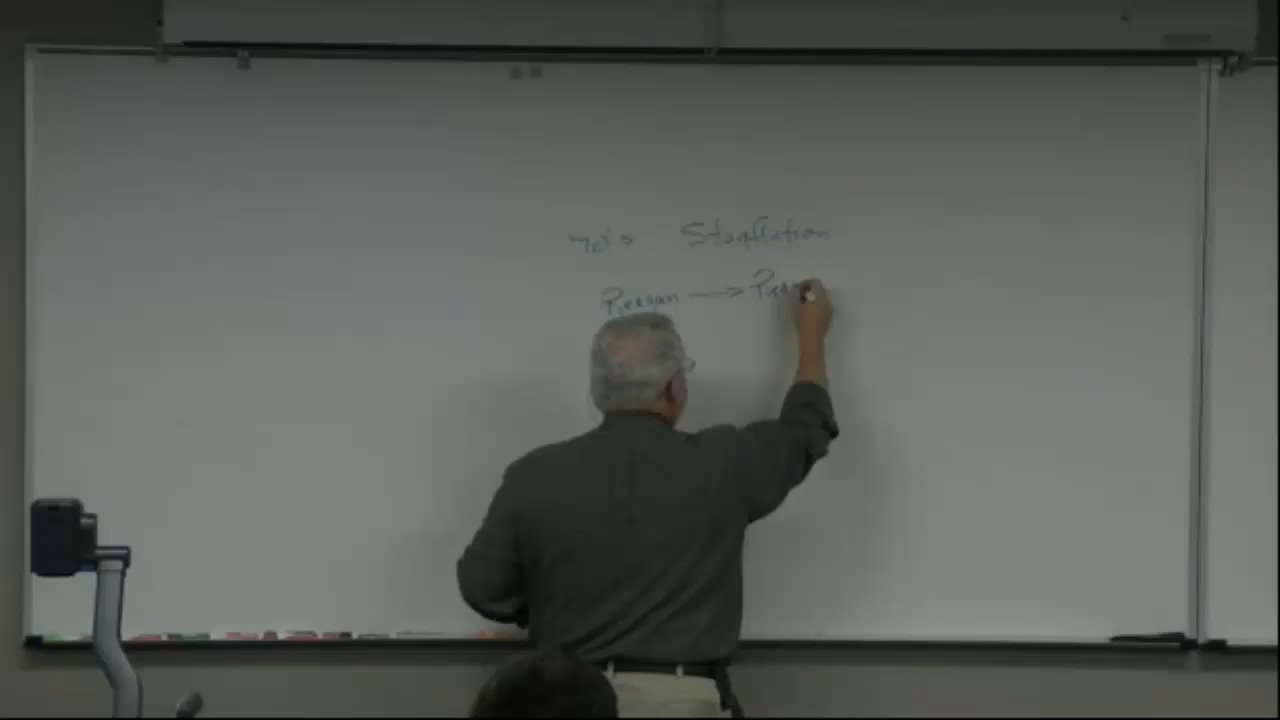 70's Stagflation
Reagan →